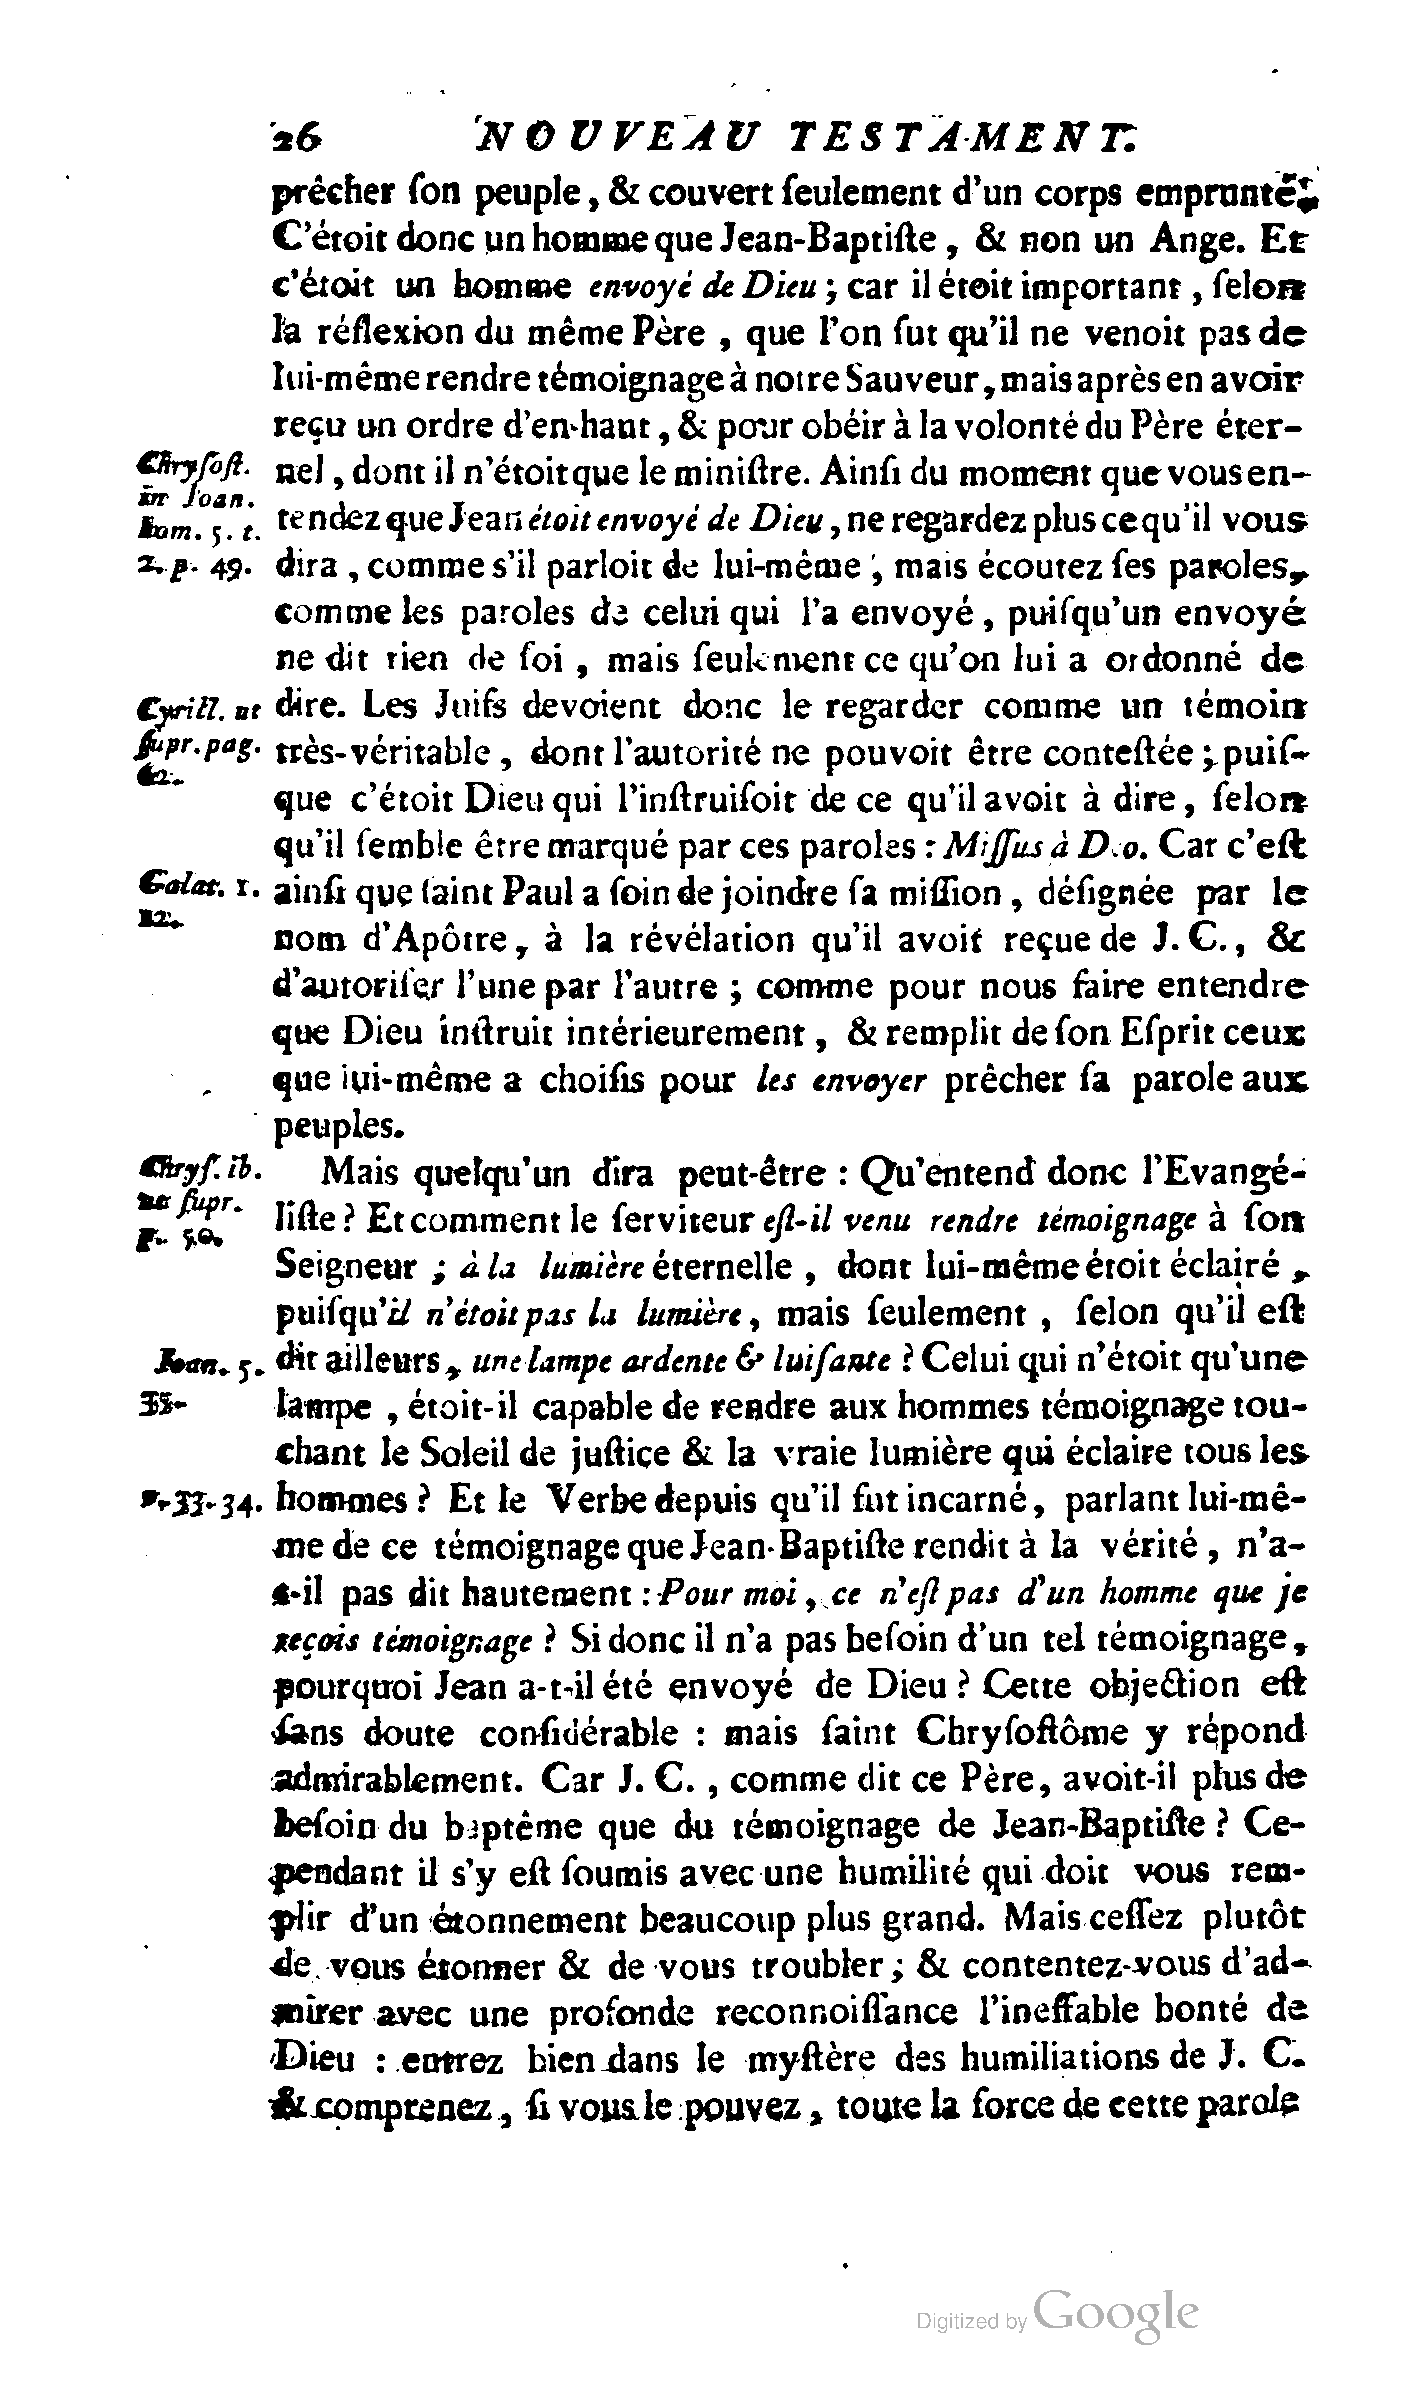 26 NOUVEAU TESTAMENT.
prêcher ſon peuple, & couvert ſeulement d'un corps emprunté.
C'étoit donc un homme que Jean-Baptiſte, & non un Ange. Et
c'étoit un homme envoyé de Dieu ; car il étoit important, ſelon
la réflexion du même Père, que l'on ſut qu'il ne venoit pas de
lui-même rendre témoignage à notre Sauveur, mais après en avoir
reçu un ordre d'en-haut, & pour obéir à la volonté du Père éter-
Chryſoſt.
in Joan.
hom. 5. t.
2. p. 49.
nel, dont il n'étoit que le miniſtre. Ainſi du moment que vous en-
tendez que Jean étoit envoyé de Dieu, ne regardez plus ce qu'il vous
dira, comme s'il parloit de lui-même ; mais écoutez ſes paroles,
comme les paroles de celui qui l'a envoyé, puiſqu'un envoyé
ne dit rien de ſoi, mais ſeulement ce qu'on lui a ordonné de
Cyrill. ut
ſupr. pag.
62.
dire. Les Juifs devoient donc le regarder comme un témoin
très-véritable, dont l'autorité ne pouvoit être conteſtée ; puiſ-
que c'étoit Dieu qui l'inſtruiſoit de ce qu'il avoit à dire, ſelon
qu'il ſemble être marqué par ces paroles : Miſſus à Deo. Car c'eſt
Galat. 1.
12.
ainſi que ſaint Paul a ſoin de joindre ſa miſſion, déſignée par le
nom d'Apôtre, à la révélation qu'il avoit reçue de J. C., &
d'autoriſer l'une par l'autre ; comme pour nous faire entendre
que Dieu inſtruit intérieurement, & remplit de ſon Eſprit ceux
que lui-même a choiſis pour les envoyer prêcher ſa parole aux
peuples.
Chryſ. ib.
ut ſupr.
p. 50.
Mais quelqu'un dira peut-être : Qu'entend donc l'Evangé-
liſte ? Et comment le ſerviteur eſt-il venu rendre témoignage à ſon
Seigneur ; à la lumière éternelle, dont lui-même étoit éclairé,
puiſqu'il n'étoit pas la lumière, mais ſeulement, ſelon qu'il eſt
Joan. 5.
35.
dit ailleurs, une lampe ardente & luiſante ? Celui qui n'étoit qu'une
lampe, étoit-il capable de rendre aux hommes témoignage tou-
chant le Soleil de juſtice & la vraie lumière qui éclaire tous les
v. 33. 34.
hommes ? Et le Verbe depuis qu'il fut incarné, parlant lui-mê-
me de ce témoignage que Jean-Baptiſte rendit à la vérité, n'a-
t-il pas dit hautement : Pour moi, ce n'eſt pas d'un homme que je
reçois témoignage ? Si donc il n'a pas beſoin d'un tel témoignage,
pourquoi Jean a-t-il été envoyé de Dieu ? Cette objection eſt
ſans doute conſidérable : mais ſaint Chryſoſtôme y répond
admirablement. Car J. C., comme dit ce Père, avoit-il plus de
beſoin du baptême que du témoignage de Jean-Baptiſte ? Ce-
pendant il s'y eſt ſoumis avec une humilité qui doit vous rem-
plir d'un étonnement beaucoup plus grand. Mais ceſſez plutôt
de vous étonner & de vous troubler ; & contentez-vous d'ad-
mirer avec une profonde reconnoiſſance l'ineffable bonté de
Dieu : entrez bien dans le myſtère des humiliations de J. C.
& comprenez, ſi vous le pouvez, toute la force de cette parole
Digitized by Google